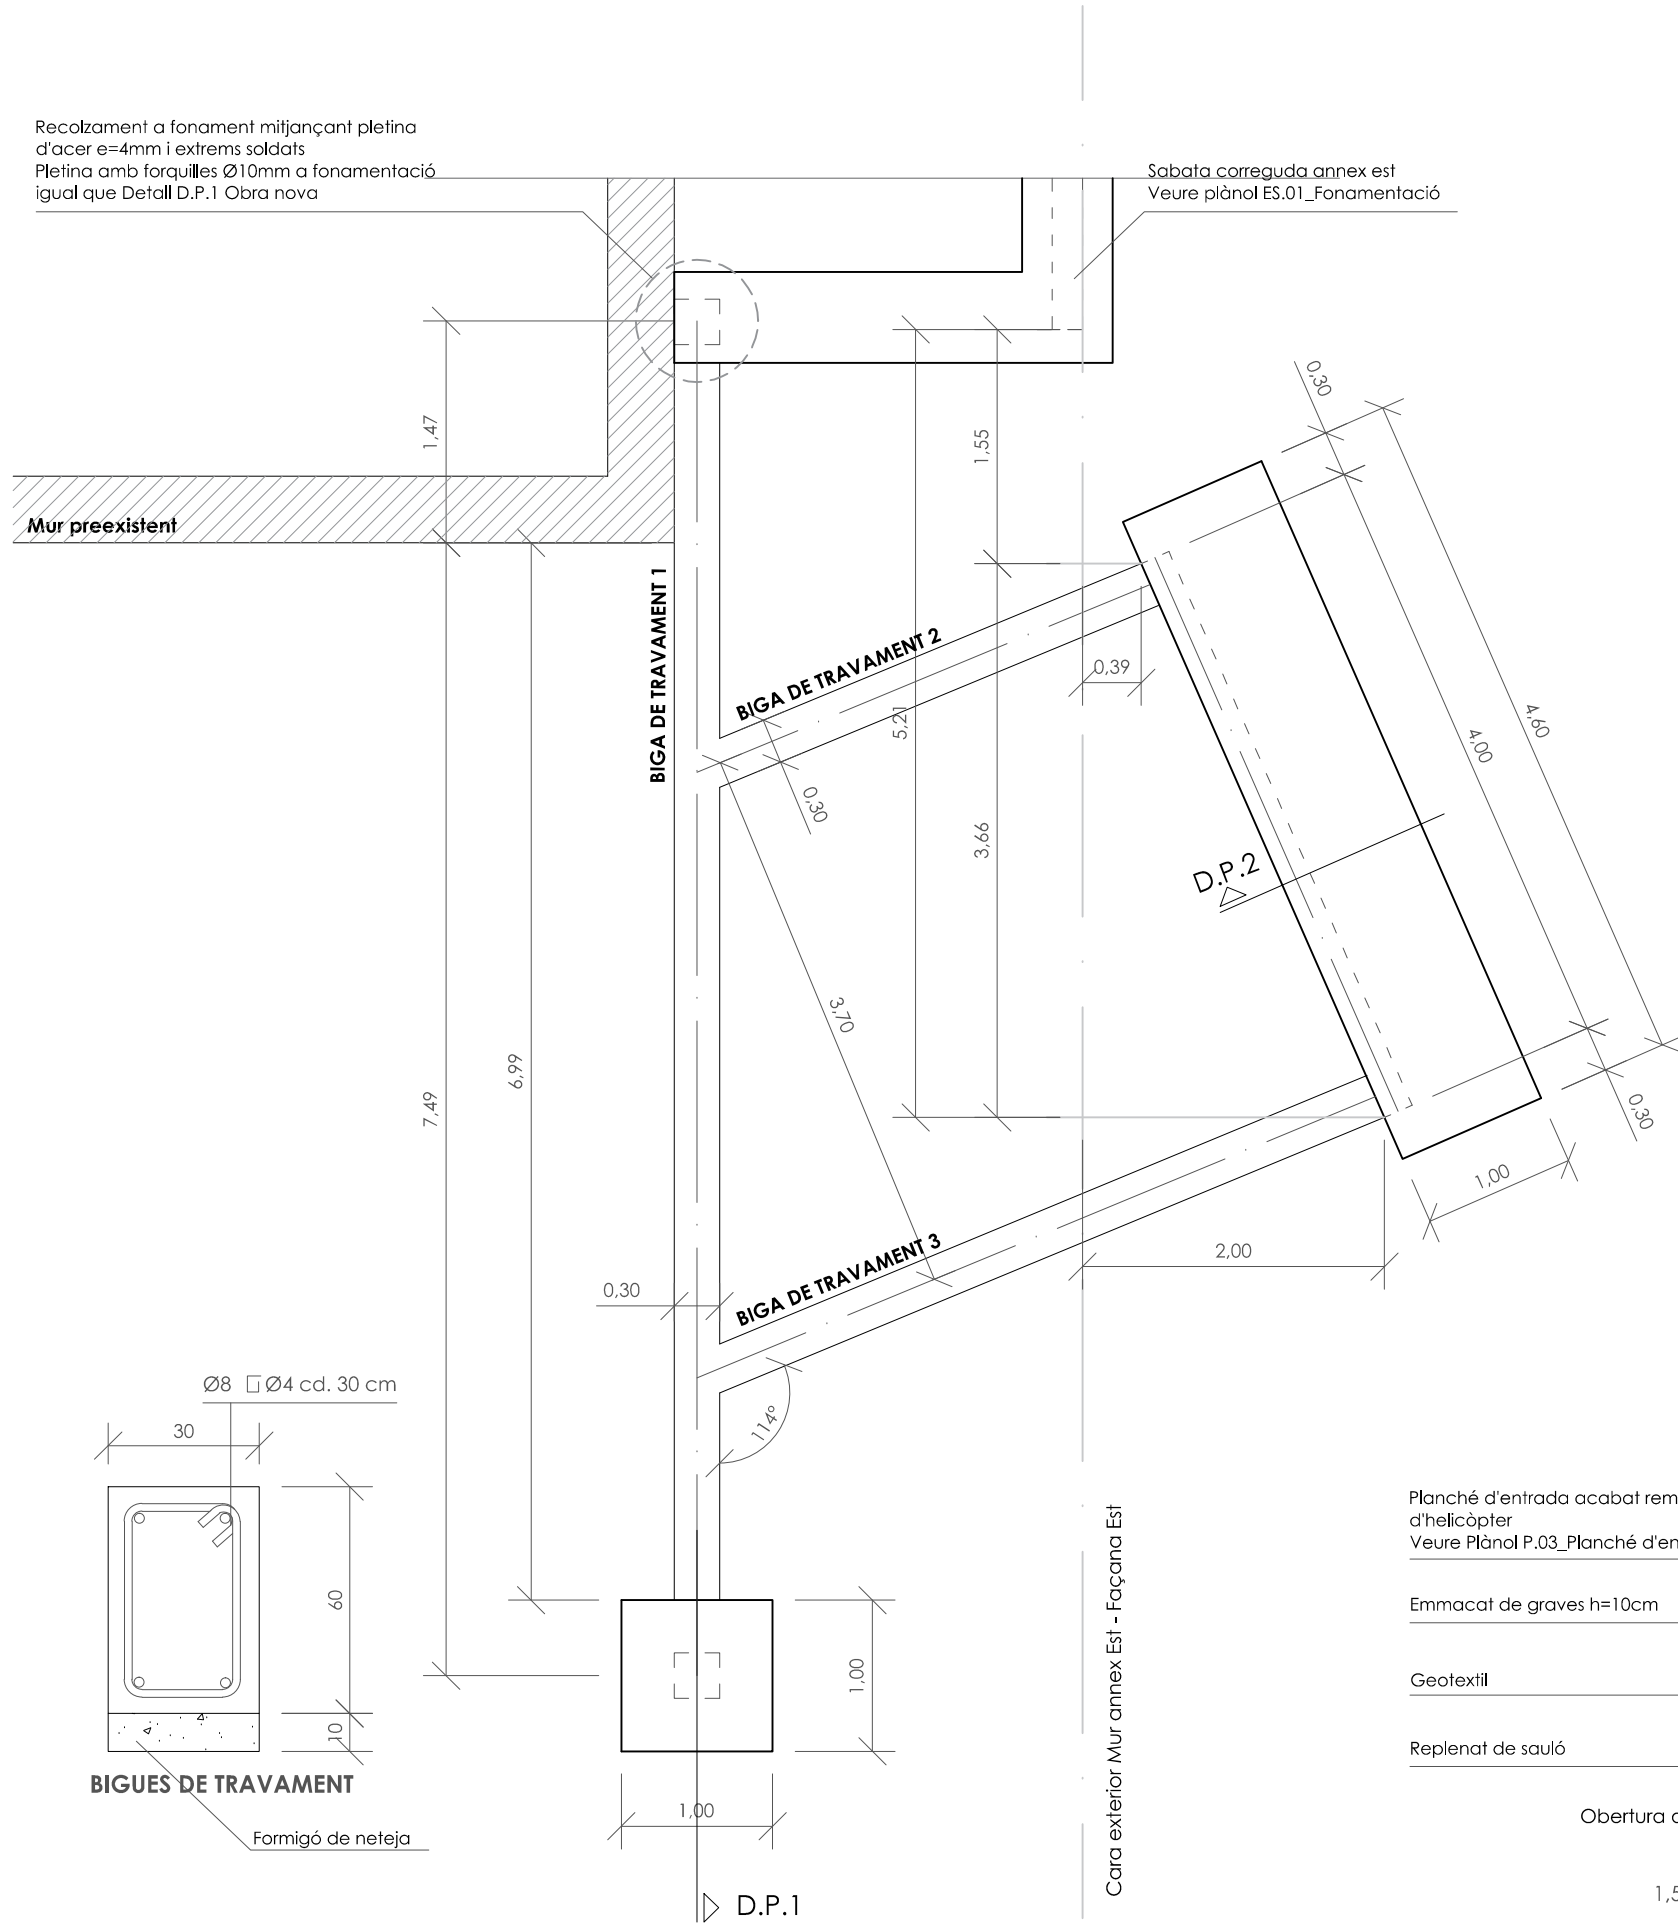 Recolzament a fonament mitjançant pletina
d'acer e=4mm i extrems soldats
Pletina amb forquilles Ø10mm a fonamentació
igual que Detall D.P.1 Obra nova
Sabata correguda annex est
Veure plànol ES.01_Fonamentació
0,30
1,47
1,55
Mur preexistent
BIGA DE TRAVAMENT 1
BIGA DE TRAVAMENT 2
0,39
5,21
4,60
4,00
0,30
3,66
D.P.2
3,70
6,99
7,49
0,30
1,00
BIGA DE TRAVAMENT 3
2,00
0,30
114°
Ø8 Ø4 cd. 30 cm
30
60
10
BIGUES DE TRAVAMENT
Formigó de neteja
1,00
1,00
D.P.1
Cara exterior Mur annex Est - Façana Est
Planché d'entrada acabat rem
d'helicòpter
Veure Plànol P.03_Planché d'en
Emmacat de graves h=10cm
Geotextil
Replenat de sauló
Obertura
1,5